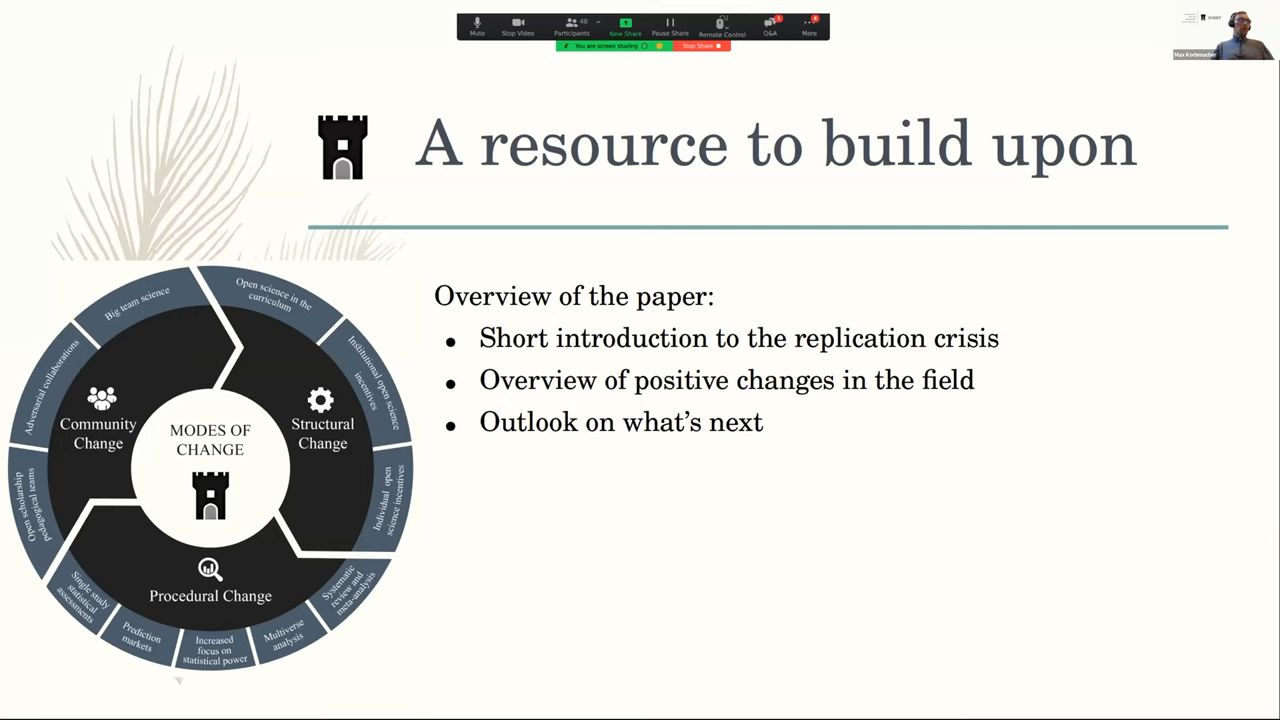 48
1
6
Mute
Stop Video
Participants
New Share
Pause Share
Remote Control
Q&A
More
You are screen sharing
Stop Share
Max Korbmacher
A resource to build upon
Overview of the paper:
• Short introduction to the replication crisis
• Overview of positive changes in the field
• Outlook on what's next
MODES OF
CHANGE
Community
Change
Structural
Change
Procedural Change
Open scholarship
pedagogical teams
Adversarial collaborations
Big team science
Open science in the
curriculum
Institutional open science
incentives
Individual open
science incentives
Systematic
review and
meta-analysis
Multiverse
analysis
Increased
focus on
statistical power
Prediction
markets
Single study
statistical
assessments